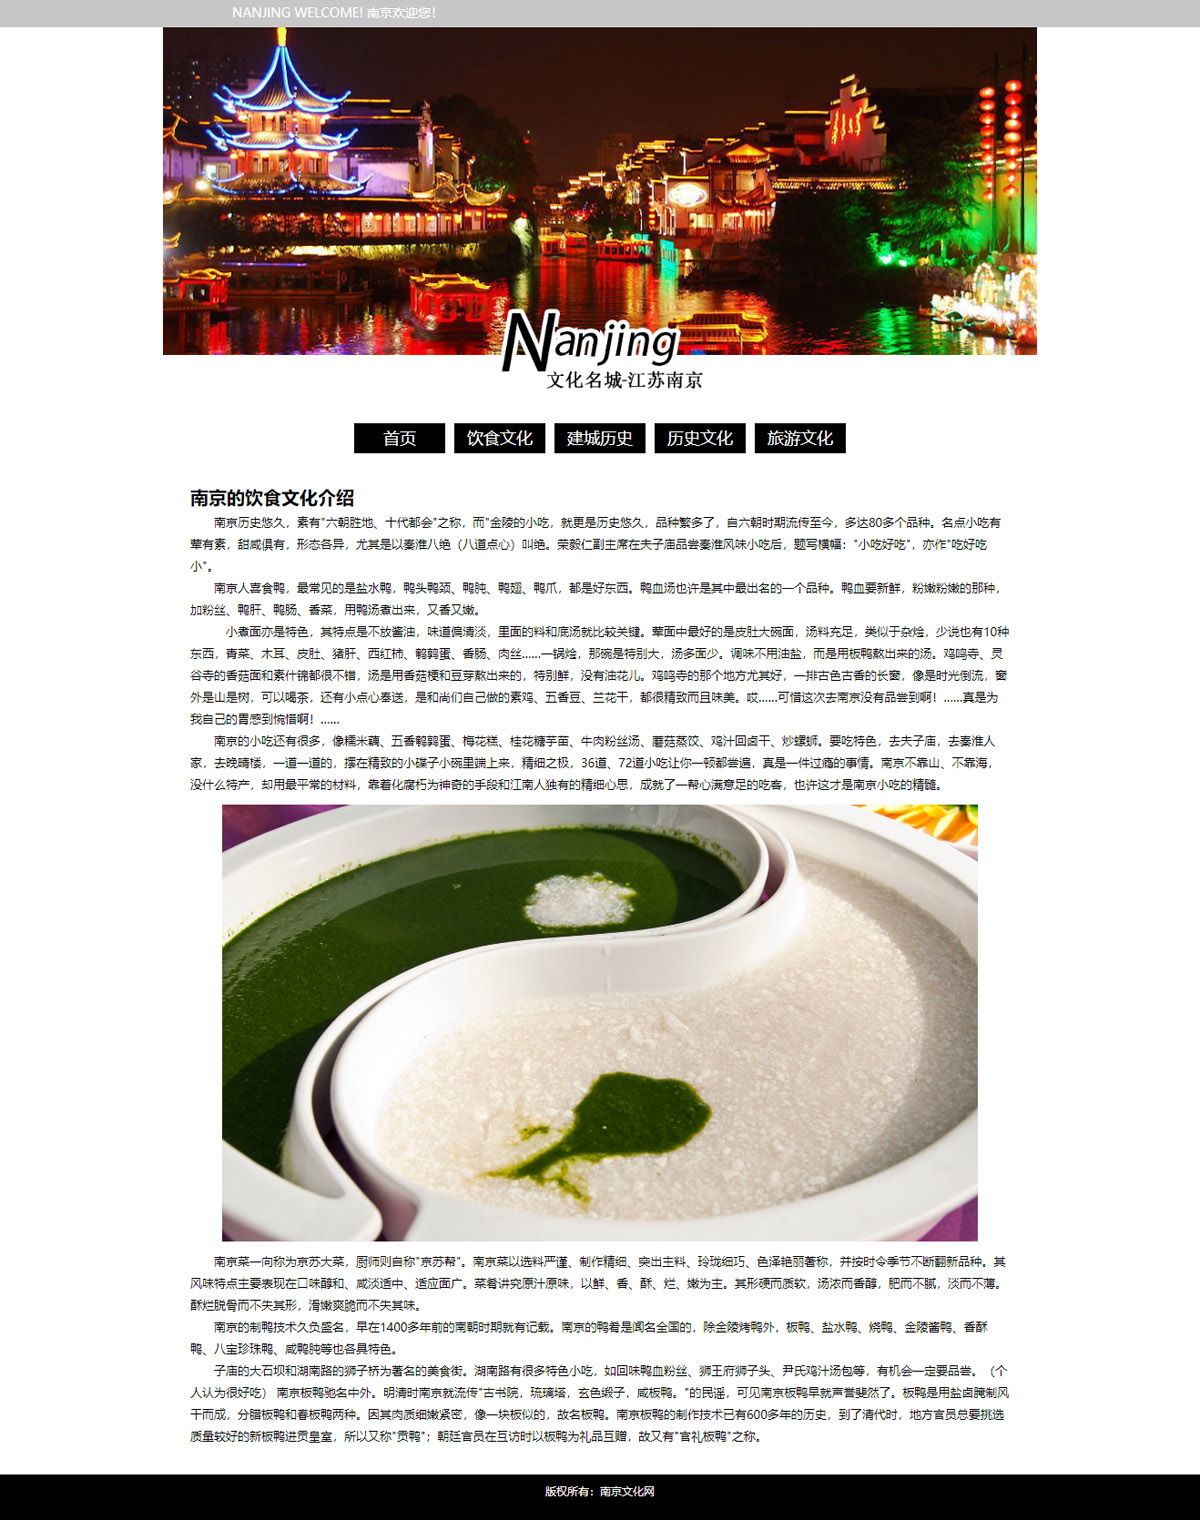 NANJING WELCOME! 南京欢迎您!
Nanjing
文化名城-江苏南京
首页 饮食文化 建城历史 历史文化 旅游文化
南京的饮食文化介绍
南京历史悠久，素有"六朝胜地、十代都会"之称，而"金陵的小吃，就更是历史悠久，品种繁多了，自六朝时期流传至今，多达80多个品种。名点小吃有
荤有素，甜咸俱有，形态各异，尤其是以秦淮八绝（八道点心）叫绝。荣毅仁副主席在夫子庙品尝秦淮风味小吃后，题写横幅："小吃好吃"，亦作"吃好吃
小"。
南京人喜食鸭，最常见的是盐水鸭，鸭头鸭颈、鸭肫、鸭翅、鸭爪，都是好东西。鸭血汤也许是其中最出名的一个品种。鸭血要新鲜，粉嫩粉嫩的那种，
加粉丝、鸭肝、鸭肠、香菜，用鸭汤煮出来，又香又嫩。
小煮面亦是特色，其特点是不放酱油，味道偏清淡，里面的料和底汤就比较关键。荤面中最好的是皮肚大碗面，汤料充足，类似于杂烩，少说也有10种
东西，青菜、木耳、皮肚、猪肝、西红柿、鹌鹑蛋、香肠、肉丝……一锅烩，那碗是特别大，汤多面少。调味不用油盐，而是用板鸭熬出来的汤。鸡鸣寺、灵
谷寺的香菇面和素什锦都很不错，汤是用香菇梗和豆芽熬出来的，特别鲜，没有油花儿。鸡鸣寺的那个地方尤其好，一排古色古香的长窗，像是时光倒流，窗
外是山是树，可以喝茶，还有小点心奉送，是和尚们自己做的素鸡、五香豆、兰花干，都很精致而且味美。哎……可惜这次去南京没有品尝到啊！……真是为
我自己的胃感到惋惜啊！……
南京的小吃还有很多，像糯米藕、五香鹌鹑蛋、梅花糕、桂花糖芋苗、牛肉粉丝汤、蘑菇蒸饺、鸡汁回卤干、炒螺蛳。要吃特色，去夫子庙，去秦淮人
家，去晚晴楼，一道一道的，摆在精致的小碟子小碗里端上来，精细之极，36道、72道小吃让你一顿都尝遍，真是一件过瘾的事情。南京不靠山、不靠海，
没什么特产，却用最平常的材料，靠着化腐朽为神奇的手段和江南人独有的精细心思，成就了一帮心满意足的吃客，也许这才是南京小吃的精髓。
南京菜一向称为京苏大菜，厨师则自称"京苏帮"。南京菜以选料严谨、制作精细、突出主料、玲珑细巧、色泽艳丽著称，并按时令季节不断翻新品种。其
风味特点主要表现在口味醇和、咸淡适中、适应面广。菜肴讲究原汁原味，以鲜、香、酥、烂、嫩为主。其形硬而质软，汤浓而香醇，肥而不腻，淡而不薄。
酥烂脱骨而不失其形，滑嫩爽脆而不失其味。
南京的制鸭技术久负盛名，早在1400多年前的南朝时期就有记载。南京的鸭肴是闻名全国的，除金陵烤鸭外，板鸭、盐水鸭、烧鸭、金陵酱鸭、香酥
鸭、八宝珍珠鸭、咸鸭肫等也各具特色。
子庙的大石坝和湖南路的狮子桥为著名的美食街。湖南路有很多特色小吃，如回味鸭血粉丝、狮王府狮子头、尹氏鸡汁汤包等，有机会一定要品尝。（个
人认为很好吃） 南京板鸭驰名中外。明清时南京就流传"古书院，琉璃塔，玄色缎子，咸板鸭。"的民谣，可见南京板鸭早就声誉斐然了。板鸭是用盐卤腌制风
干而成，分腊板鸭和春板鸭两种。因其肉质细嫩紧密，像一块板似的，故名板鸭。南京板鸭的制作技术已有600多年的历史，到了清代时，地方官员总要挑选
质量较好的新板鸭进贡皇室，所以又称"贡鸭"；朝廷官员在互访时以板鸭为礼品互赠，故又有"官礼板鸭"之称。
版权所有：南京文化网